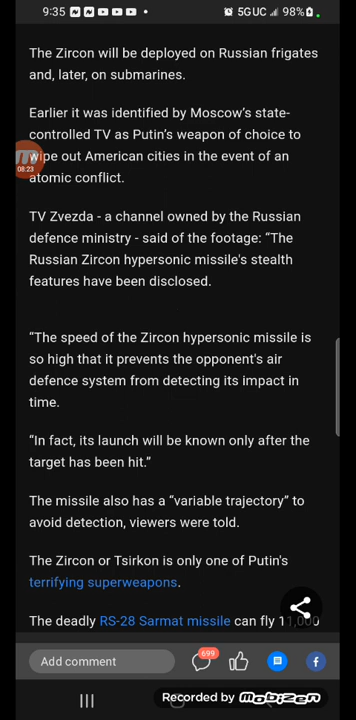 9:35
5GUC
98%
The Zircon will be deployed on Russian frigates
and, later, on submarines.
Earlier it was identified by Moscow's state-
controlled TV as Putin's weapon of choice to
wipe out American cities in the event of an
atomic conflict.
08:23
TV Zvezda - a channel owned by the Russian
defence ministry - said of the footage: “The
Russian Zircon hypersonic missile's stealth
features have been disclosed.
“The speed of the Zircon hypersonic missile is
so high that it prevents the opponent's air
defence system from detecting its impact in
time.
“In fact, its launch will be known only after the
target has been hit.”
The missile also has a “variable trajectory” to
avoid detection, viewers were told.
The Zircon or Tsirkon is only one of Putin's
terrifying superweapons.
The deadly RS-28 Sarmat missile can fly 11,000
Add comment
699
Recorded by mobizen